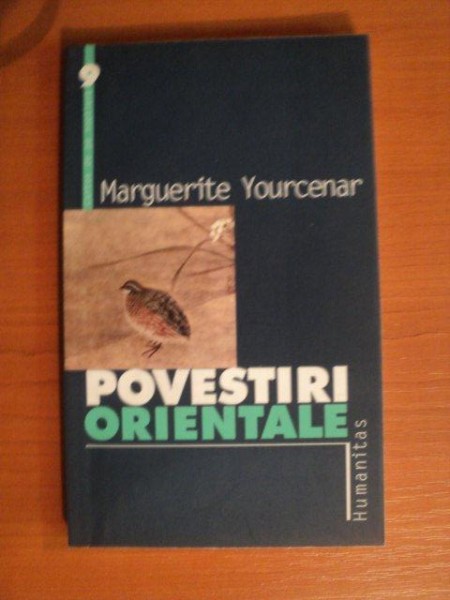 9
Marguerite Yourcenar
POVESTIRI
ORIENTALE
Humanitas